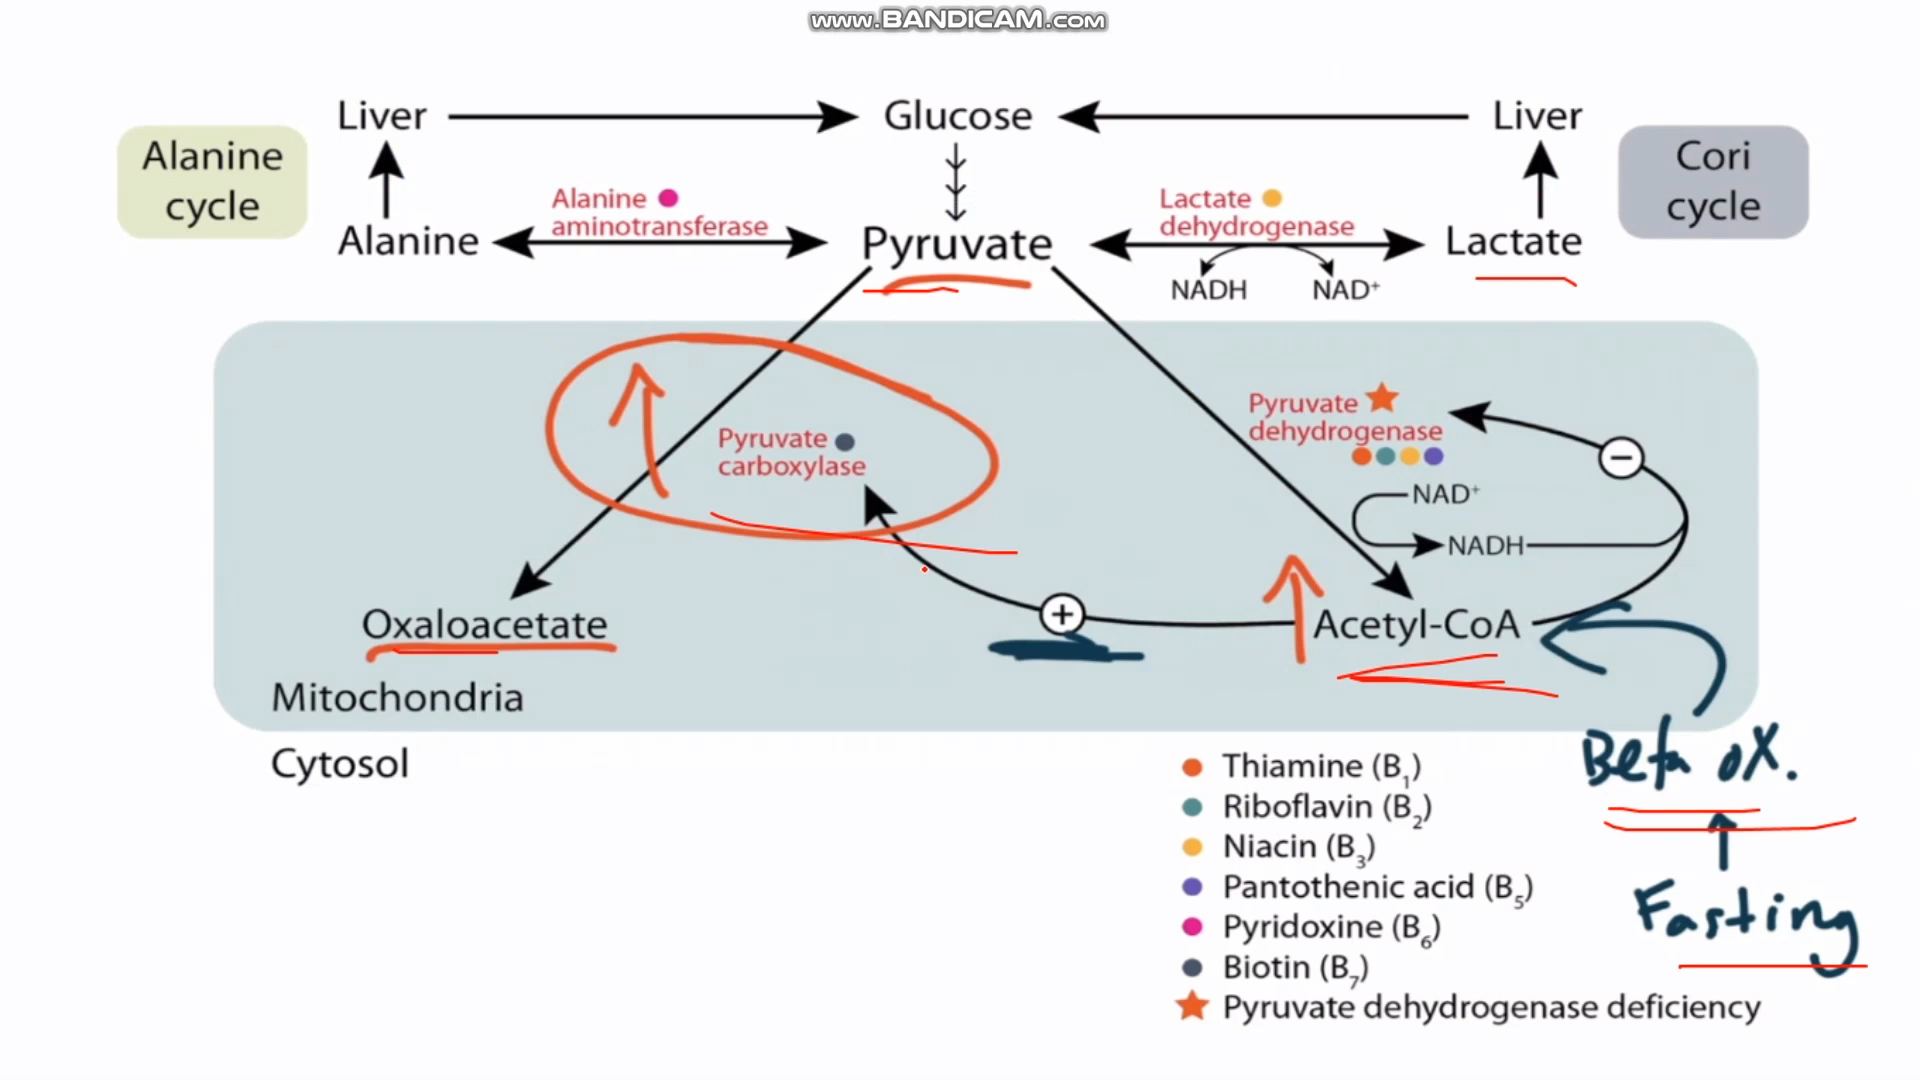 www.BANDICAM.com
Liver
Glucose
Liver
Alanine
cycle
Cori
cycle
Alanine
aminotransferase
Lactate
dehydrogenase
Alanine
Pyruvate
Lactate
NADH
NAD⁺
Pyruvate
carboxylase
Pyruvate
dehydrogenase
−
NAD⁺
NADH
+
Oxaloacetate
Acetyl-CoA
Mitochondria
Cytosol
Beta ox.
Fasting
Thiamine (B₁)
Riboflavin (B₂)
Niacin (B₃)
Pantothenic acid (B₅)
Pyridoxine (B₆)
Biotin (B₇)
Pyruvate dehydrogenase deficiency